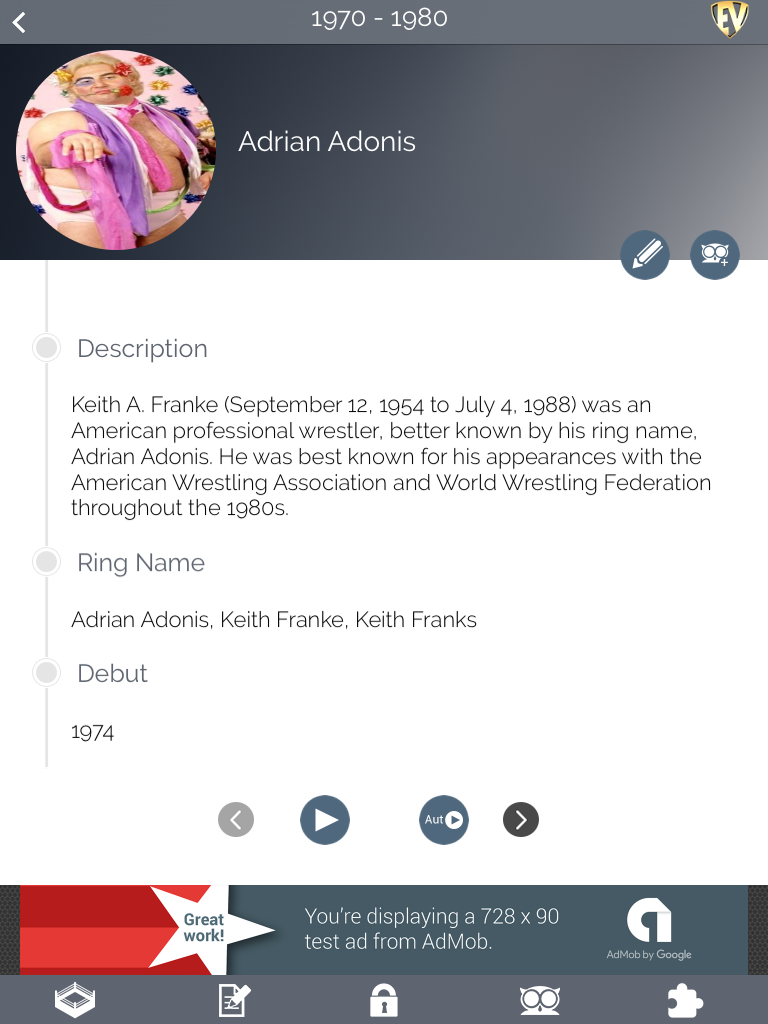 1970 - 1980
EV
Adrian Adonis
Description
Keith A. Franke (September 12, 1954 to July 4, 1988) was an
American professional wrestler, better known by his ring name,
Adrian Adonis. He was best known for his appearances with the
American Wrestling Association and World Wrestling Federation
throughout the 1980s.
Ring Name
Adrian Adonis, Keith Franke, Keith Franks
Debut
1974
Aut
Great
work!
You're displaying a 728 x 90
test ad from AdMob.
AdMob by Google